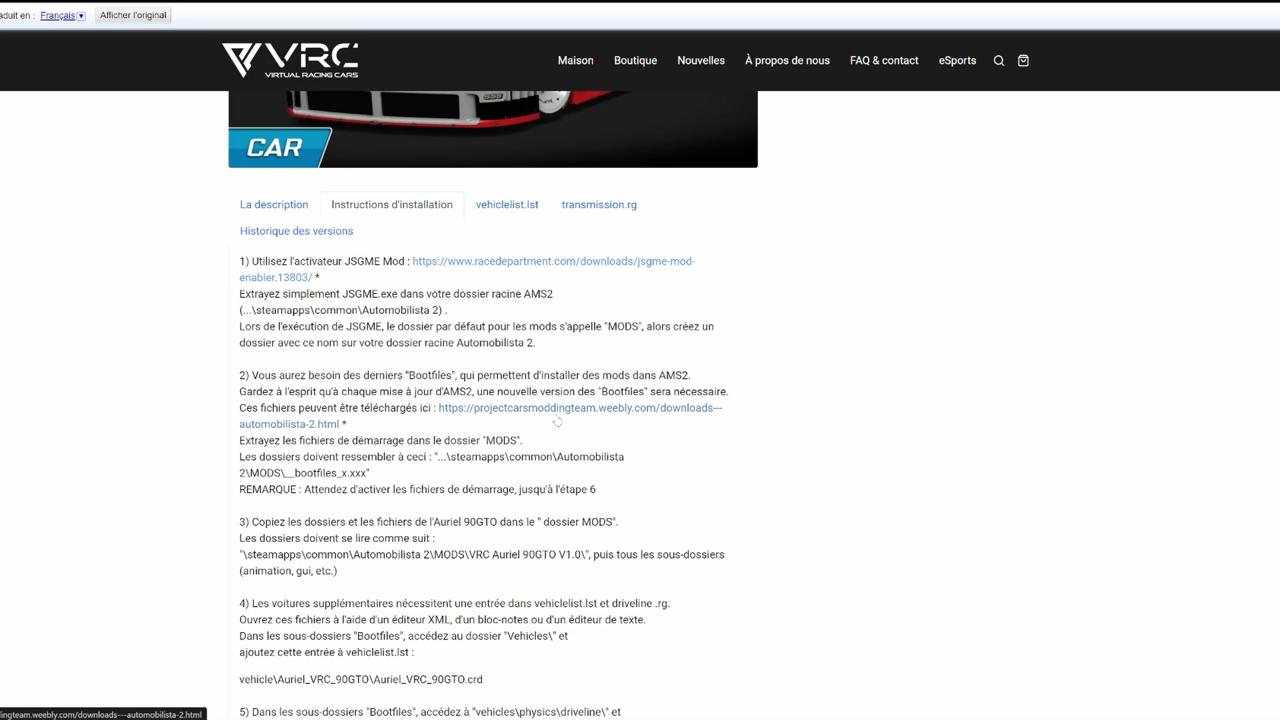 aduit en : Français
Afficher l'original
VRC
VIRTUAL RACING CARS
Maison
Boutique
Nouvelles
À propos de nous
FAQ & contact
eSports
CAR
La description
Instructions d'installation
vehiclelist.lst
transmission.rg
Historique des versions
1) Utilisez l'activateur JSGME Mod : https://www.racedepartment.com/downloads/jsgme-mod-
enabler.13803/ *
Extrayez simplement JSGME.exe dans votre dossier racine AMS2
(...\steamapps\common\Automobilista 2) .
Lors de l'exécution de JSGME, le dossier par défaut pour les mods s'appelle "MODS", alors créez un
dossier avec ce nom sur votre dossier racine Automobilista 2.
2) Vous aurez besoin des derniers "Bootfiles", qui permettent d'installer des mods dans AMS2.
Gardez à l'esprit qu'à chaque mise à jour d'AMS2, une nouvelle version des "Bootfiles" sera nécessaire.
Ces fichiers peuvent être téléchargés ici : https://projectcarsmoddingteam.weebly.com/downloads---
automobilista-2.html *
Extrayez les fichiers de démarrage dans le dossier "MODS".
Les dossiers doivent ressembler à ceci : "...\steamapps\common\Automobilista
2\MODS\__bootfiles_x.xxx"
REMARQUE : Attendez d'activer les fichiers de démarrage, jusqu'à l'étape 6
3) Copiez les dossiers et les fichiers de l'Auriel 90GTO dans le " dossier MODS".
Les dossiers doivent se lire comme suit :
"\steamapps\common\Automobilista 2\MODS\VRC Auriel 90GTO V1.0\", puis tous les sous-dossiers
(animation, gui, etc.)
4) Les voitures supplémentaires nécessitent une entrée dans vehiclelist.lst et driveline .rg.
Ouvrez ces fichiers à l'aide d'un éditeur XML, d'un bloc-notes ou d'un éditeur de texte.
Dans les sous-dossiers "Bootfiles", accédez au dossier "Vehicles\" et
ajoutez cette entrée à vehiclelist.lst :
vehicle\Auriel_VRC_90GTO\Auriel_VRC_90GTO.crd
5) Dans les sous-dossiers "Bootfiles", accédez à "vehicles\physics\driveline\" et
lingteam.weebly.com/downloads---automobilista-2.html